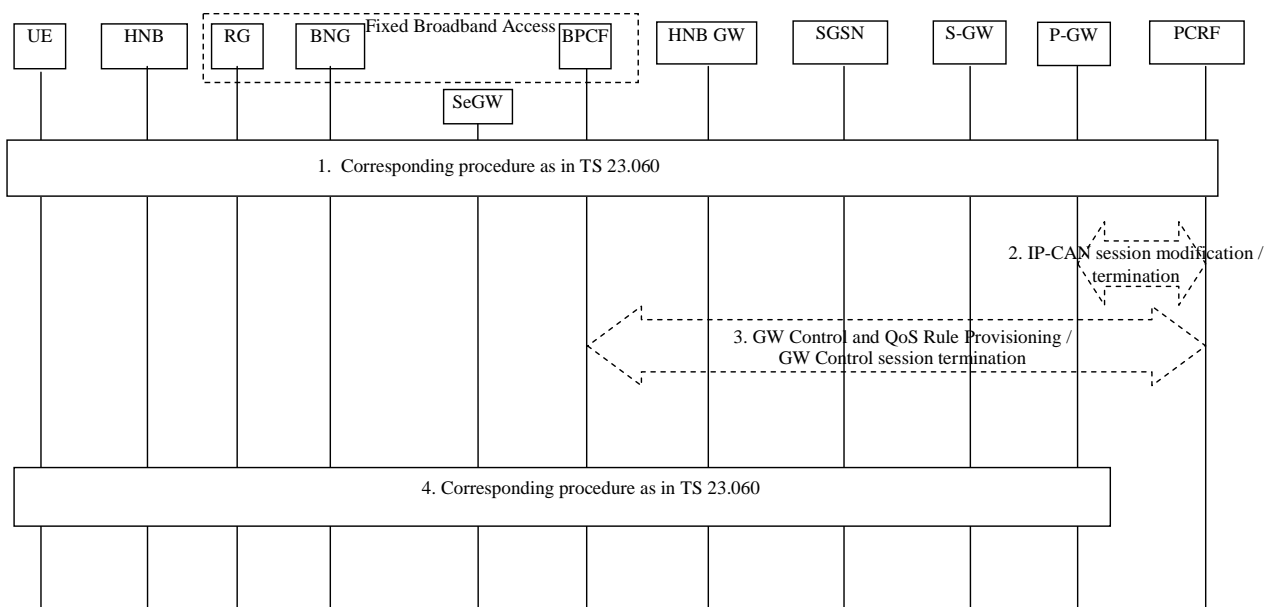 Fixed Broadband Access
UE
HNB
RG
BNG
BPCF
HNB GW
SGSN
S-GW
P-GW
PCRF
SeGW
1. Corresponding procedure as in TS 23.060
2. IP-CAN session modification /
termination
3. GW Control and QoS Rule Provisioning /
GW Control session termination
4. Corresponding procedure as in TS 23.060